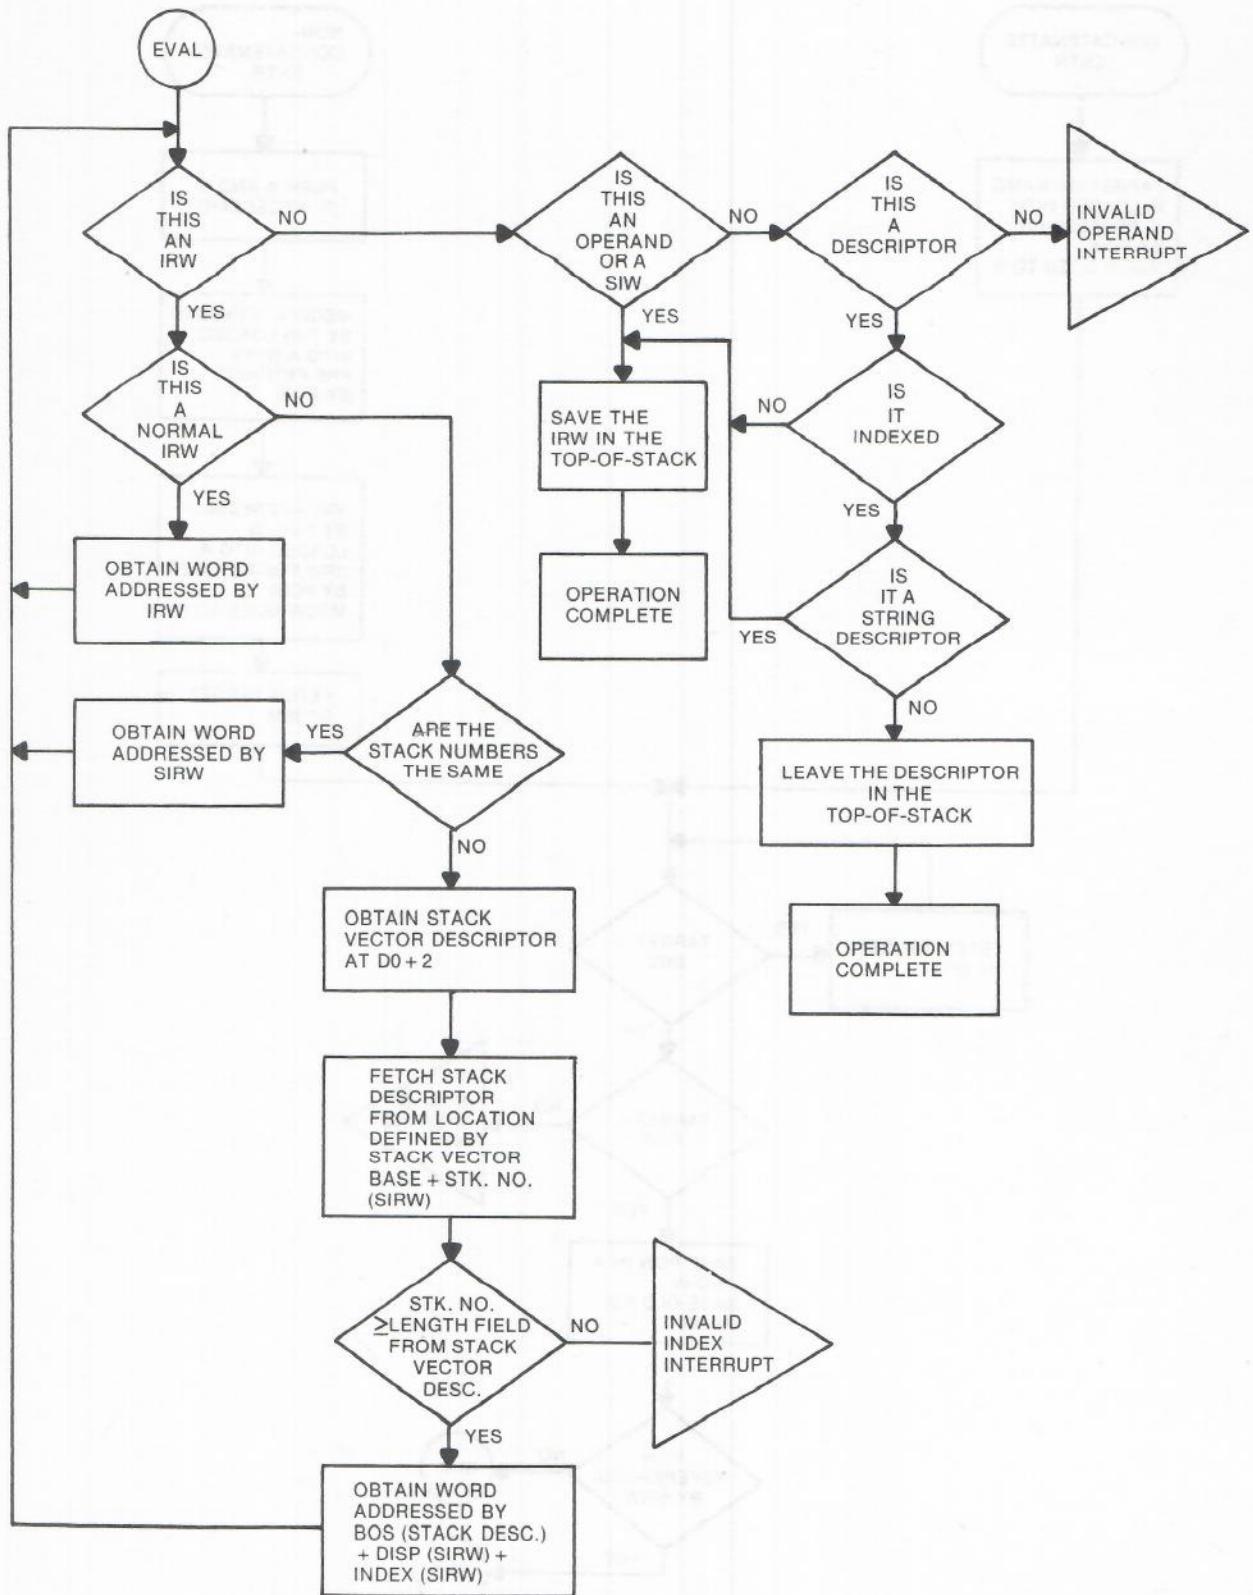 EVAL
IS
THIS
AN
IRW
NO
YES
IS
THIS
A
NORMAL
IRW
NO
YES
OBTAIN WORD
ADDRESSED BY
IRW
IS
THIS
AN
OPERAND
OR A
SIW
NO
YES
SAVE THE
IRW IN THE
TOP-OF-STACK
OPERATION
COMPLETE
IS
THIS
A
DESCRIPTOR
NO
YES
INVALID
OPERAND
INTERRUPT
IS
IT
INDEXED
NO
YES
IS
IT A
STRING
DESCRIPTOR
YES
NO
LEAVE THE DESCRIPTOR
IN THE
TOP-OF-STACK
OPERATION
COMPLETE
ARE THE
STACK NUMBERS
THE SAME
YES
NO
OBTAIN WORD
ADDRESSED BY
SIRW
OBTAIN STACK
VECTOR DESCRIPTOR
AT D0 + 2
FETCH STACK
DESCRIPTOR
FROM LOCATION
DEFINED BY
STACK VECTOR
BASE + STK. NO.
(SIRW)
STK. NO.
≥LENGTH FIELD
FROM STACK
VECTOR
DESC.
NO
YES
INVALID
INDEX
INTERRUPT
OBTAIN WORD
ADDRESSED BY
BOS (STACK DESC.)
+ DISP (SIRW) +
INDEX (SIRW)